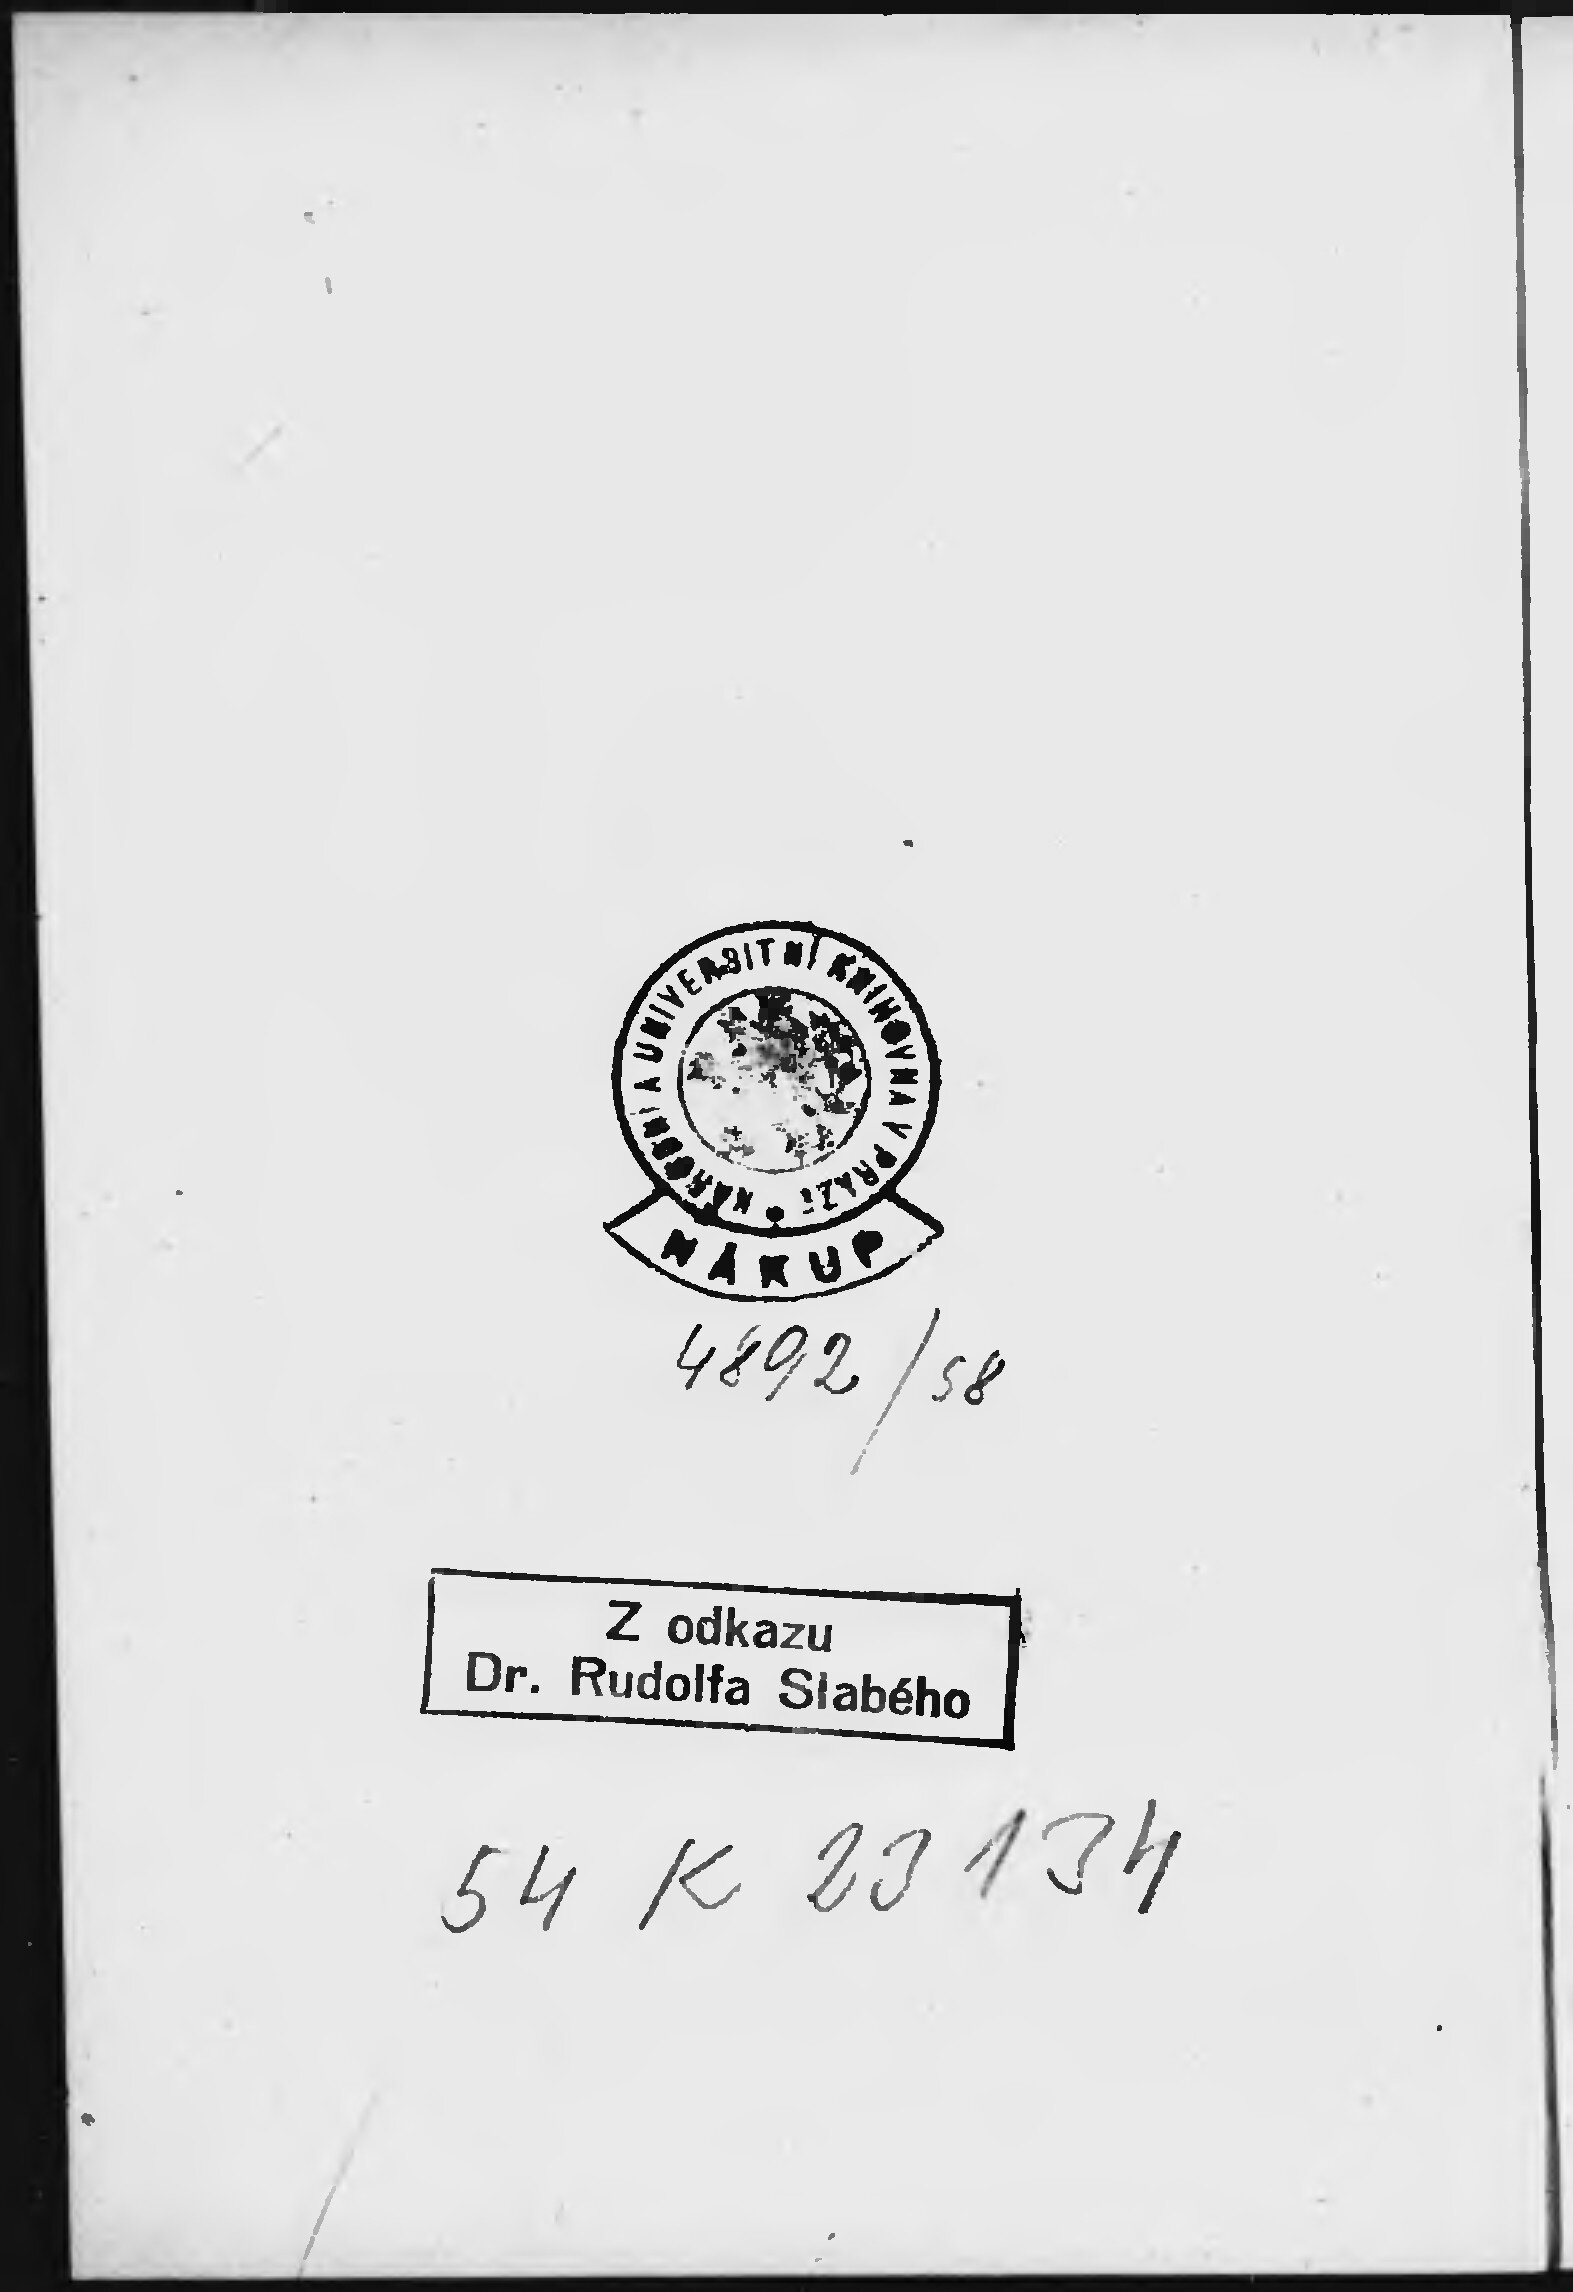 NÁRODNÍ A UNIVERSITNÍ KNIHOVNA V PRAZE
NÁKUP
4892/58
Z odkazu
Dr. Rudolfa Slabého
54 K 23134